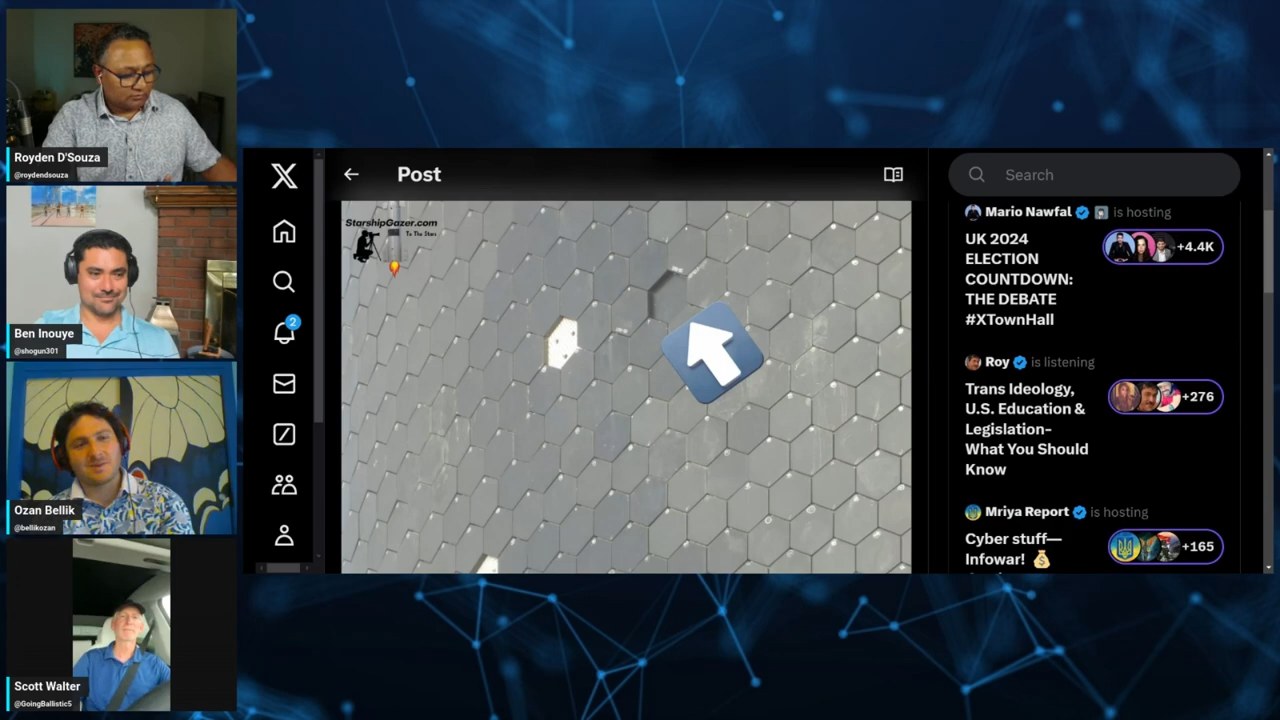 Royden D'Souza
@roydendsouza
Ben Inouye
@shogun301
Ozan Bellik
@bellikozan
Scott Walter
@GoingBallistic5
2
Post
StarshipGazer.com
To The Stars
Search
Mario Nawfal is hosting
UK 2024
ELECTION
COUNTDOWN:
THE DEBATE
#XTownHall
+4.4K
Roy is listening
Trans Ideology,
U.S. Education &
Legislation-
What You Should
Know
+276
Mriya Report is hosting
Cyber stuff—
Infowar! 💰
+165